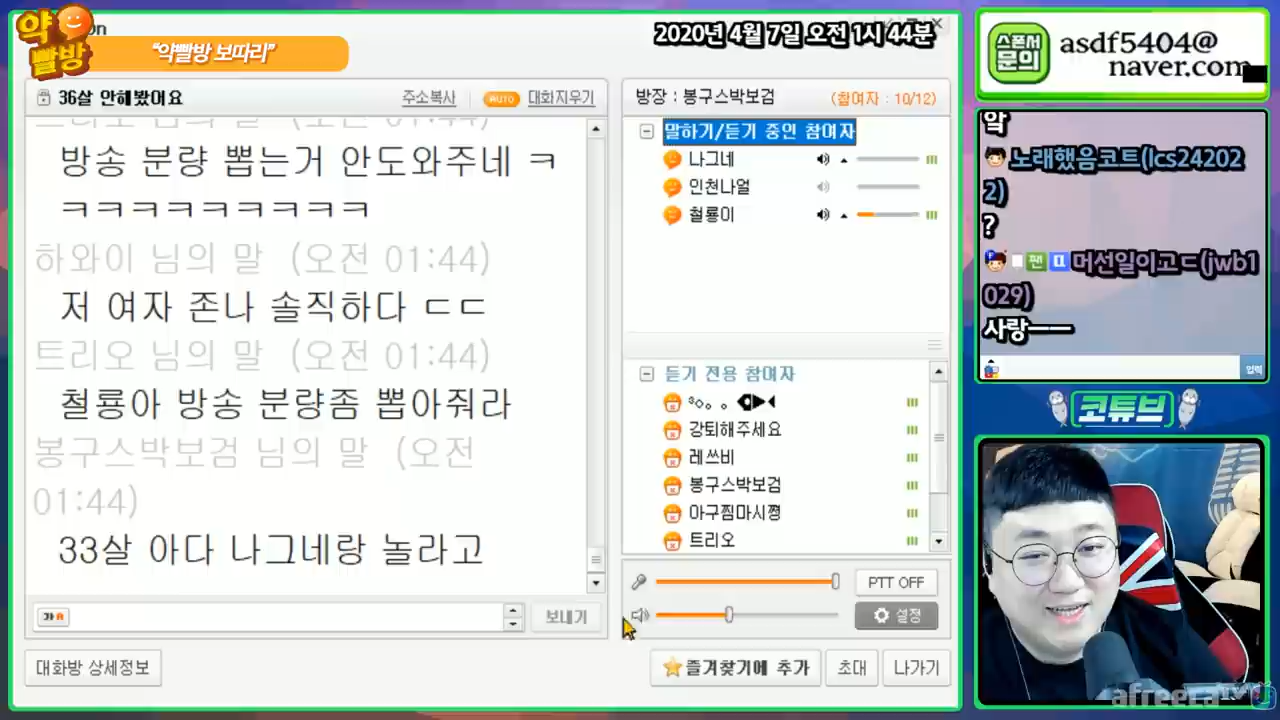 약빨방
on
“약빨방 보따리”
2020년 4월 7일 오전 1시 44분
36살 안해봤어요
주소복사
AUTO
대화지우기
방송 분량 뽑는거 안도와주네 ㅋ
ㅋㅋㅋㅋㅋㅋㅋㅋㅋ
하와이 님의 말 (오전 01:44)
저 여자 존나 솔직하다 ㄷㄷ
트리오 님의 말 (오전 01:44)
철룡아 방송 분량좀 뽑아줘라
봉구스박보검 님의 말 (오전
01:44)
33살 아다 나그네랑 놀라고
가A
보내기
대화방 상세정보
방장 : 봉구스박보검
(참여자 : 10/12)
말하기/듣기 중인 참여자
나그네
인천나얼
철룡이
듣기 전용 참여자
강퇴해주세요
레쓰비
봉구스박보검
아구찜마시쪙
트리오
PTT OFF
설정
즐겨찾기에 추가
초대
나가기
스폰서
문의
asdf5404@
naver.com
앜
노래했음코트(lcs24202
2)
?
팬
머선일이고ㄷ(jwb1
029)
사랑ㅡㅡ
입력
코튜브
afreecaTV